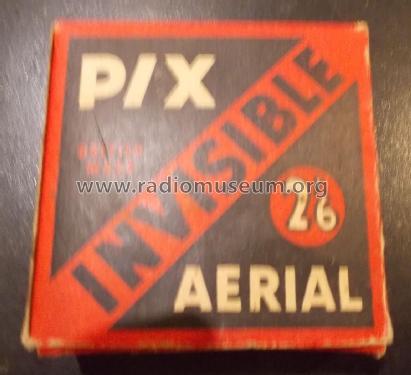 PIX
BRITISH
MADE
INVISIBLE
www.radiomuseum.org
2/6
AERIAL